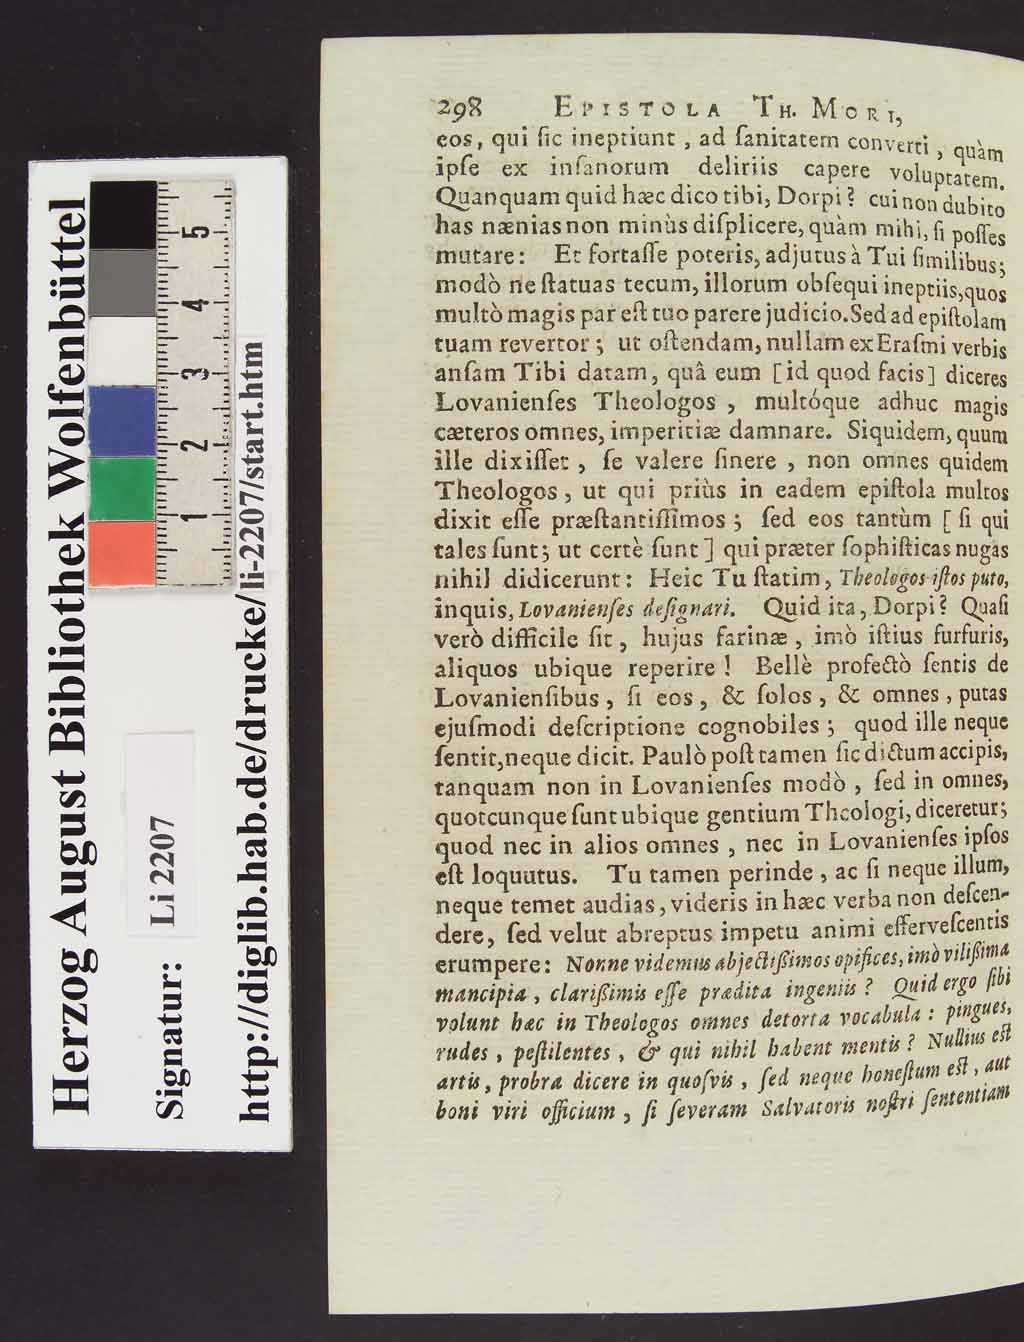 298 EPISTOLA TH. MORI,
eos, qui ſic ineptiunt, ad ſanitatem converti, quàm
ipſe ex inſanorum deliriis capere voluptatem.
Quanquam quid hæc dico tibi, Dorpi? cui non dubito
has nænias non minùs diſplicere, quàm mihi, ſi poſſes
mutare: Et fortaſſe poteris, adjutus à Tui ſimilibus;
modò ne ſtatuas tecum, illorum obſequi ineptiis, quos
multò magis par eſt tuo parere judicio. Sed ad epiſtolam
tuam revertor; ut oſtendam, nullam ex Eraſmi verbis
anſam Tibi datam, quâ eum [id quod facis] diceres
Lovanienſes Theologos, multóque adhuc magis
cæteros omnes, imperitiæ damnare. Siquidem, quum
ille dixiſſet, ſe valere ſinere, non omnes quidem
Theologos, ut qui priùs in eadem epiſtola multos
dixit eſſe præſtantiſſimos; ſed eos tantùm [ſi qui
tales ſunt; ut certè ſunt] qui præter ſophiſticas nugas
nihil didicerunt: Heic Tu ſtatim, Theologos iſtos puto,
inquis, Lovanienſes deſignari. Quid ita, Dorpi? Quaſi
verò difficile ſit, hujus farinæ, imò iſtius furfuris,
aliquos ubique reperire! Bellè profectò ſentis de
Lovanienſibus, ſi eos, & ſolos, & omnes, putas
ejuſmodi deſcriptione cognobiles; quod ille neque
ſentit, neque dicit. Paulò poſt tamen ſic dictum accipis,
tanquam non in Lovanienſes modò, ſed in omnes,
quotcunque ſunt ubique gentium Theologi, diceretur;
quod nec in alios omnes, nec in Lovanienſes ipſos
eſt loquutus. Tu tamen perinde, ac ſi neque illum,
neque temet audias, videris in hæc verba non deſcen-
dere, ſed velut abreptus impetu animi efferveſcentis
erumpere: Nonne videmus abjectißimos opifices, imò vilißima
mancipia, clarißimis eſſe prædita ingeniis? Quid ergo ſibi
volunt hæc in Theologos omnes detorta vocabula: pingues,
rudes, peſtilentes, & qui nihil habent mentis? Nullius eſt
artis, probra dicere in quoſvis, ſed neque honeſtum eſt, aut
boni viri officium, ſi ſeveram Salvatoris noſtri ſententiam
Herzog August Bibliothek Wolfenbüttel
Signatur: Li 2207
http://diglib.hab.de/drucke/li-2207/start.htm
1 2 3 4 5